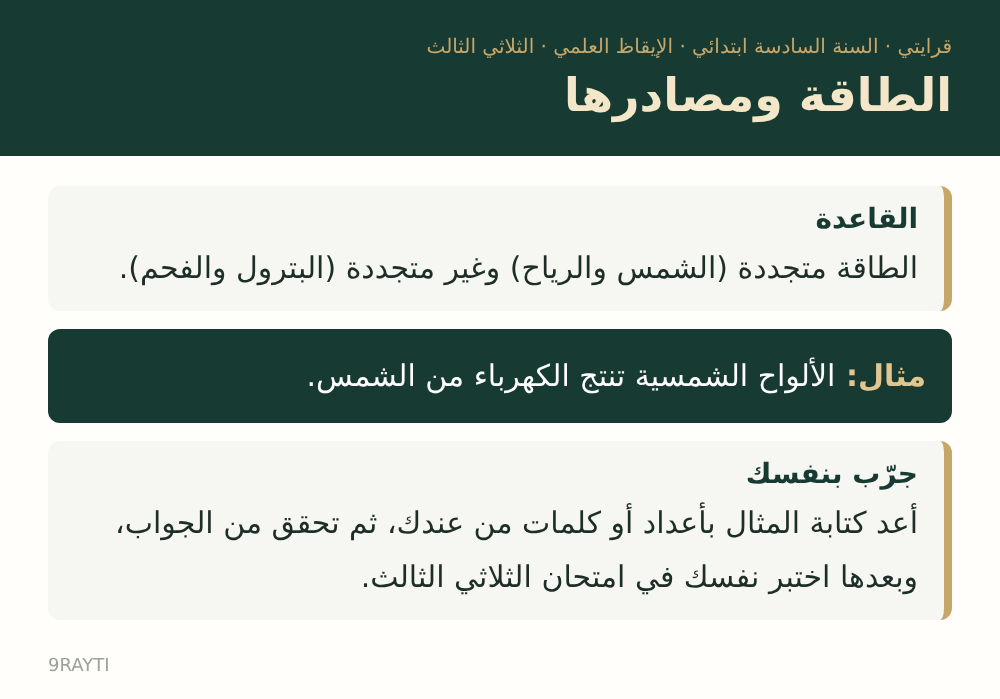 قرايتي · السنة السادسة ابتدائي · الإيقاظ العلمي · الثلاثي الثالث
الطاقة ومصادرها
القاعدة
الطاقة متجددة (الشمس والرياح) وغير متجددة (البترول والفحم).
مثال: الألواح الشمسية تنتج الكهرباء من الشمس.
جرّب بنفسك
أعد كتابة المثال بأعداد أو كلمات من عندك، ثم تحقق من الجواب،
وبعدها اختبر نفسك في امتحان الثلاثي الثالث.
9RAYTI